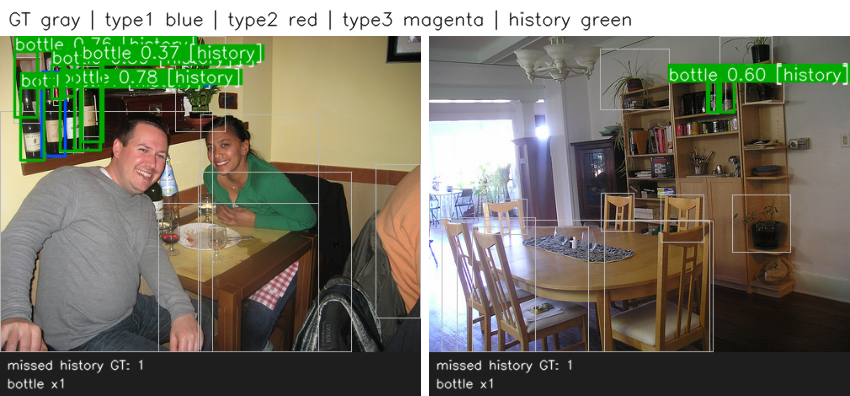 GT gray | type1 blue | type2 red | type3 magenta | history green
bottle 0.76 [history]
bottle 0.37 [history]
bottle 0.78 [history]
bottle 0.60 [history]
missed history GT: 1
bottle x1
missed history GT: 1
bottle x1